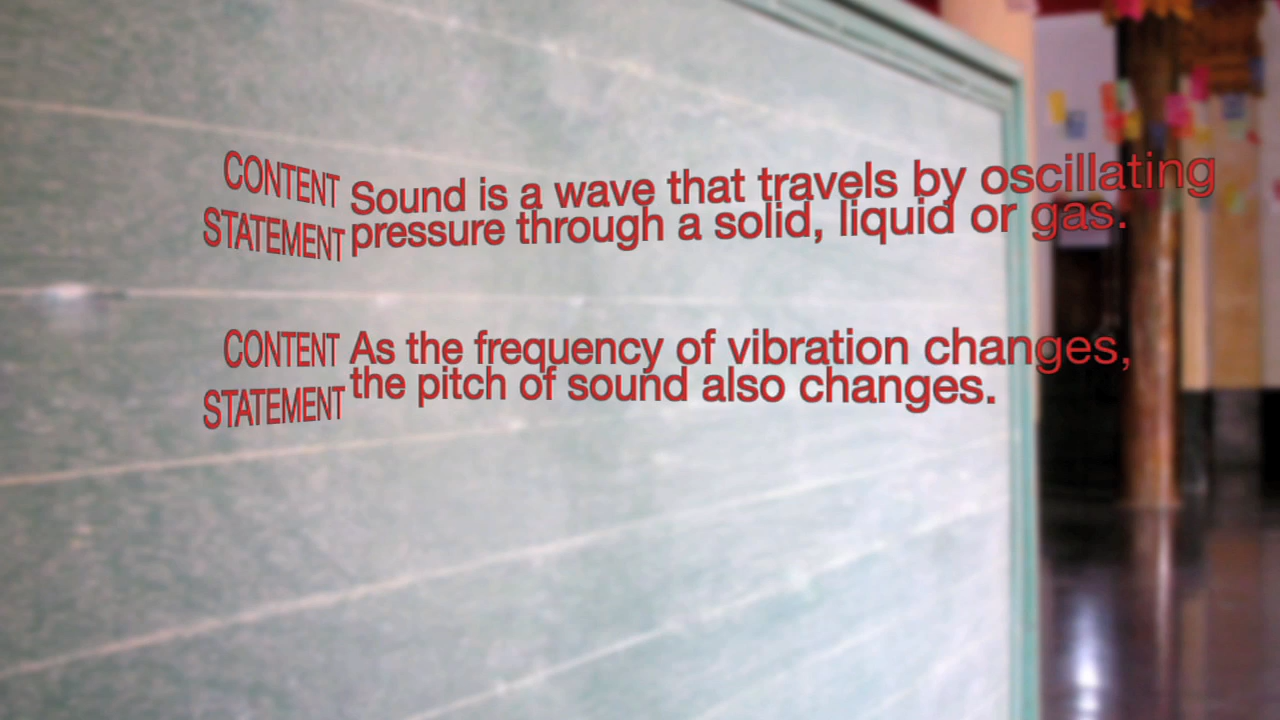 CONTENT
STATEMENT
Sound is a wave that travels by oscillating
pressure through a solid, liquid or gas.
CONTENT
STATEMENT
As the frequency of vibration changes,
the pitch of sound also changes.